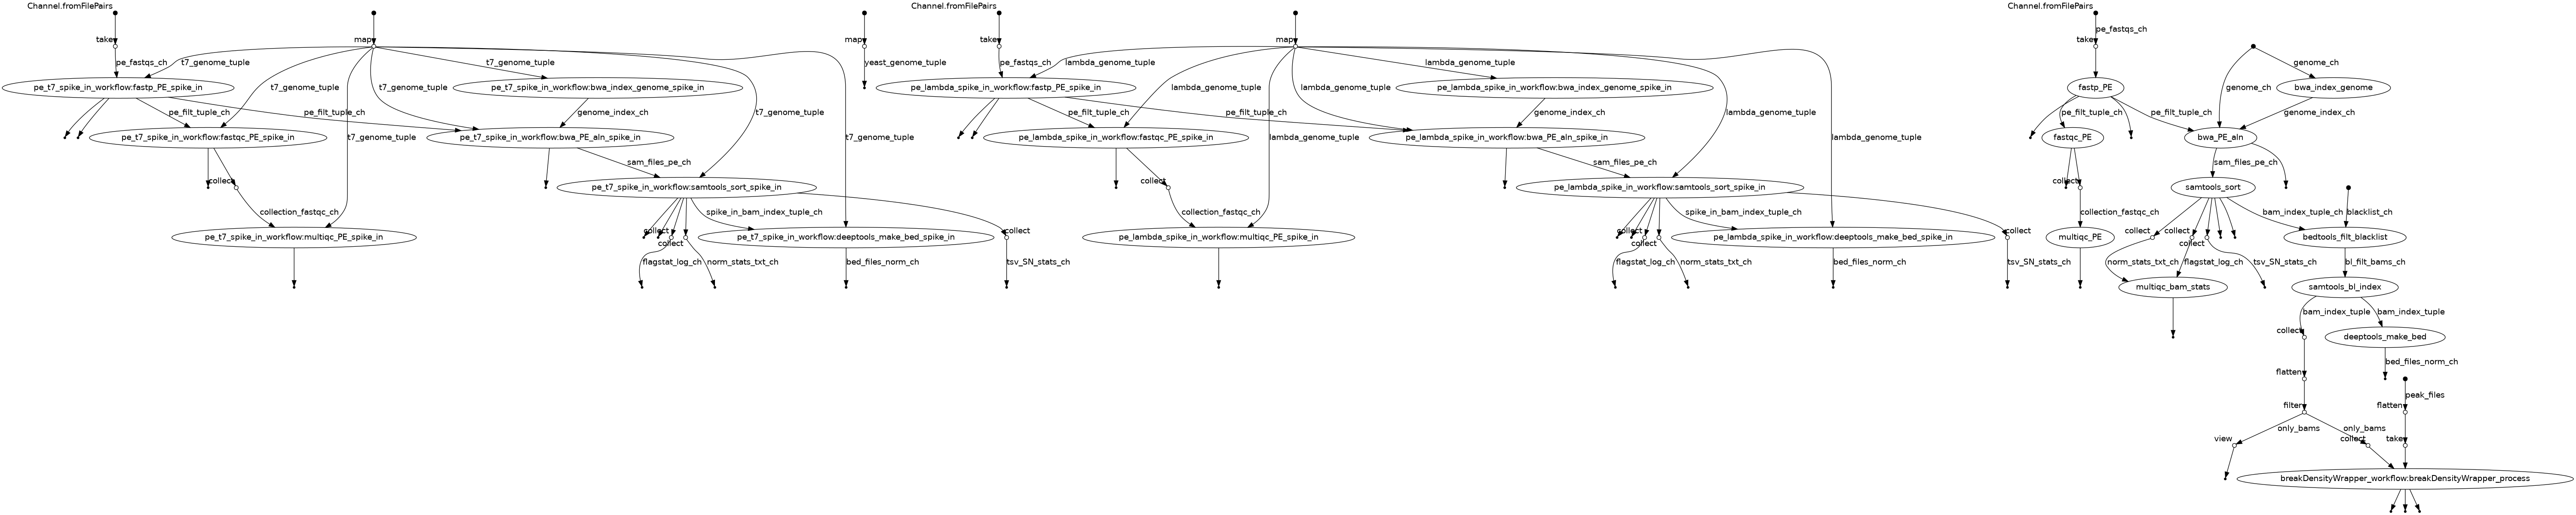 Channel.fromFilePairs
Channel.fromFilePairs
Channel.fromFilePairs
pe_fastqs_ch
take
map
map
take
map
take
pe_fastqs_ch
t7_genome_tuple
t7_genome_tuple
yeast_genome_tuple
pe_fastqs_ch
lambda_genome_tuple
lambda_genome_tuple
genome_ch
pe_t7_spike_in_workflow:fastp_PE_spike_in
t7_genome_tuple
t7_genome_tuple
pe_t7_spike_in_workflow:bwa_index_genome_spike_in
pe_lambda_spike_in_workflow:fastp_PE_spike_in
lambda_genome_tuple
lambda_genome_tuple
pe_lambda_spike_in_workflow:bwa_index_genome_spike_in
fastp_PE
genome_ch
bwa_index_genome
pe_filt_tuple_ch
pe_filt_tuple_ch
genome_index_ch
t7_genome_tuple
pe_filt_tuple_ch
pe_filt_tuple_ch
genome_index_ch
lambda_genome_tuple
pe_filt_tuple_ch
pe_filt_tuple_ch
genome_index_ch
pe_t7_spike_in_workflow:fastqc_PE_spike_in
t7_genome_tuple
pe_t7_spike_in_workflow:bwa_PE_aln_spike_in
t7_genome_tuple
pe_lambda_spike_in_workflow:fastqc_PE_spike_in
lambda_genome_tuple
pe_lambda_spike_in_workflow:bwa_PE_aln_spike_in
lambda_genome_tuple
fastqc_PE
bwa_PE_aln
sam_files_pe_ch
sam_files_pe_ch
sam_files_pe_ch
collect
pe_t7_spike_in_workflow:samtools_sort_spike_in
collect
pe_lambda_spike_in_workflow:samtools_sort_spike_in
collect
samtools_sort
collection_fastqc_ch
spike_in_bam_index_tuple_ch
collection_fastqc_ch
spike_in_bam_index_tuple_ch
collection_fastqc_ch
bam_index_tuple_ch
blacklist_ch
collect
collect
collect
collect
collect
collect
pe_t7_spike_in_workflow:multiqc_PE_spike_in
collect
pe_t7_spike_in_workflow:deeptools_make_bed_spike_in
pe_lambda_spike_in_workflow:multiqc_PE_spike_in
collect
pe_lambda_spike_in_workflow:deeptools_make_bed_spike_in
multiqc_PE
collect
bedtools_filt_blacklist
flagstat_log_ch
norm_stats_txt_ch
bed_files_norm_ch
tsv_SN_stats_ch
flagstat_log_ch
norm_stats_txt_ch
bed_files_norm_ch
tsv_SN_stats_ch
norm_stats_txt_ch
flagstat_log_ch
tsv_SN_stats_ch
bl_filt_bams_ch
multiqc_bam_stats
samtools_bl_index
bam_index_tuple
bam_index_tuple
collect
deeptools_make_bed
bed_files_norm_ch
flatten
peak_files
filter
flatten
only_bams
only_bams
view
collect
take
breakDensityWrapper_workflow:breakDensityWrapper_process